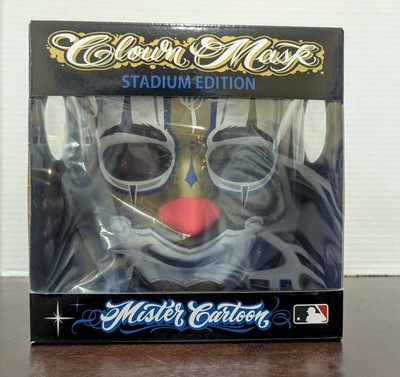 Clown Mask
STADIUM EDITION
Mister Cartoon